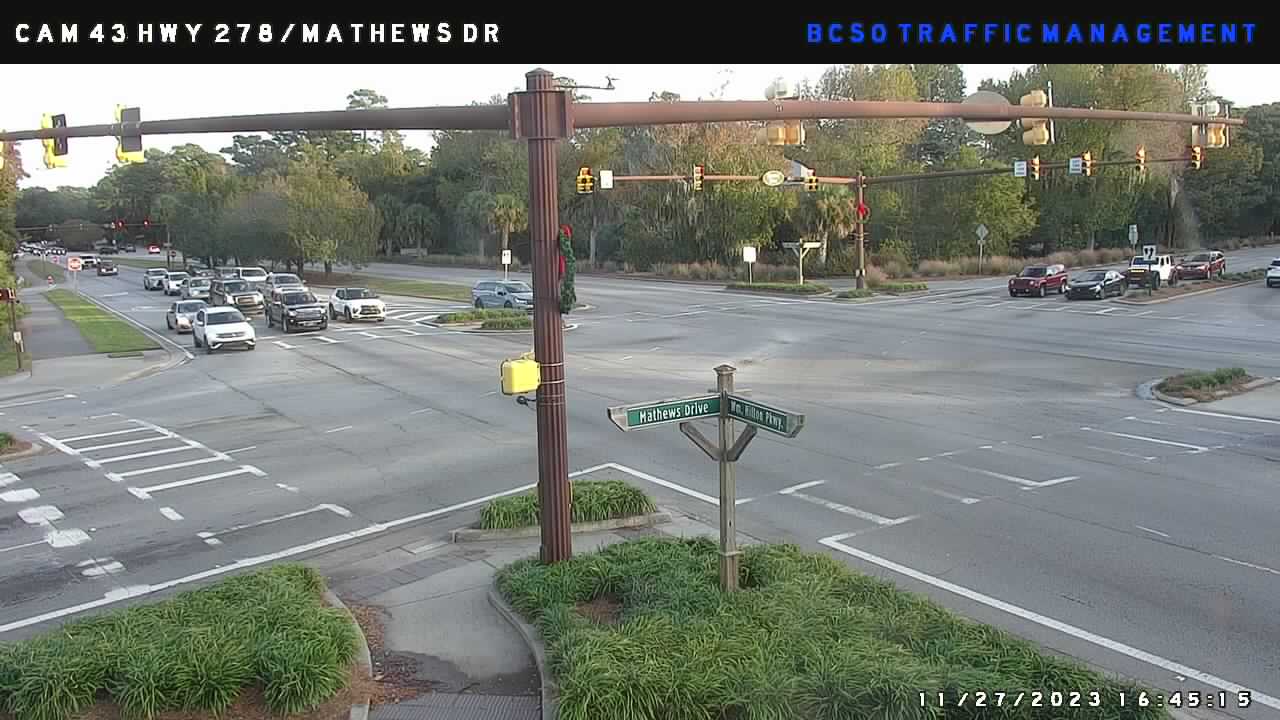 CAM 43 HWY 278/MATHEWS DR
BCSO TRAFFIC MANAGEMENT
Mathews Drive
Wm. Hilton Pkwy.
11/27/2023 16:45:15